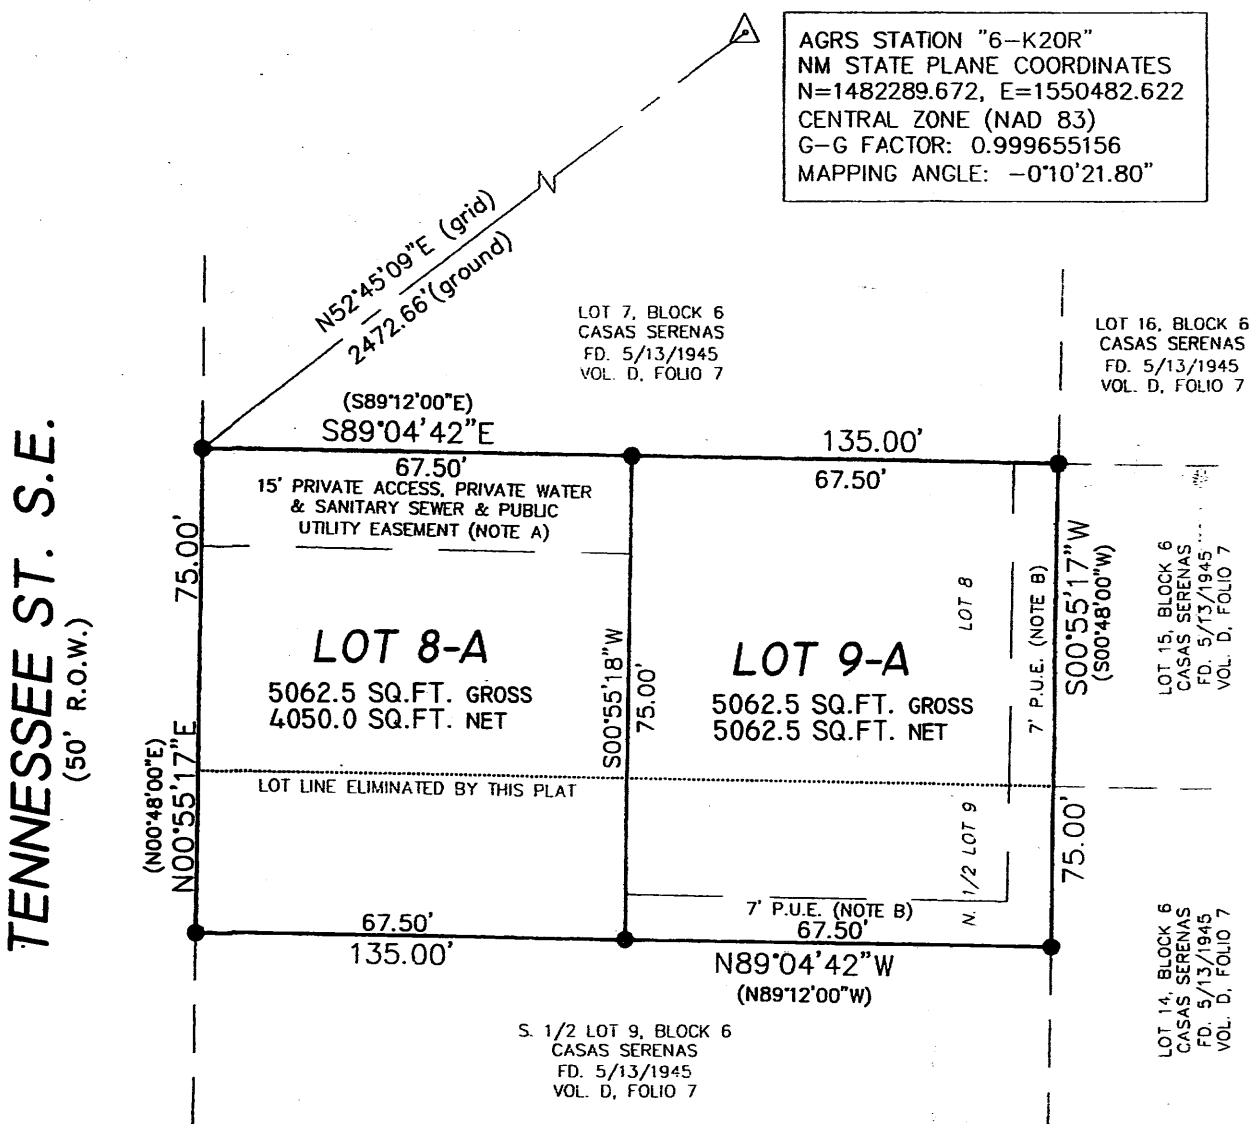 AGRS STATION "6-K20R"
NM STATE PLANE COORDINATES
N=1482289.672, E=1550482.622
CENTRAL ZONE (NAD 83)
G-G FACTOR: 0.999655156
MAPPING ANGLE: -0°10'21.80"
N52°45'09"E (grid)
2472.66'(ground)
LOT 7, BLOCK 6
CASAS SERENAS
FD. 5/13/1945
VOL. D, FOLIO 7
LOT 16, BLOCK 6
CASAS SERENAS
FD. 5/13/1945
VOL. D, FOLIO 7
(S89°12'00"E)
S89°04'42"E
135.00'
67.50'
67.50'
15' PRIVATE ACCESS, PRIVATE WATER
& SANITARY SEWER & PUBLIC
UTILITY EASEMENT (NOTE A)
TENNESSEE ST. S.E.
(50' R.O.W.)
75.00'
N00°55'17"E
(N00°48'00"E)
LOT 8-A
5062.5 SQ.FT. GROSS
4050.0 SQ.FT. NET
S00°55'18"W
75.00'
LOT 9-A
5062.5 SQ.FT. GROSS
5062.5 SQ.FT. NET
LOT 8
7' P.U.E. (NOTE B)
S00°55'17"W
(S00°48'00"W)
75.00'
LOT 15, BLOCK 6
CASAS SERENAS
FD. 5/13/1945
VOL. D, FOLIO 7
LOT LINE ELIMINATED BY THIS PLAT
N. 1/2 LOT 9
7' P.U.E. (NOTE B)
67.50'
67.50'
135.00'
N89°04'42"W
(N89°12'00"W)
LOT 14, BLOCK 6
CASAS SERENAS
FD. 5/13/1945
VOL. D, FOLIO 7
S. 1/2 LOT 9, BLOCK 6
CASAS SERENAS
FD. 5/13/1945
VOL. D, FOLIO 7